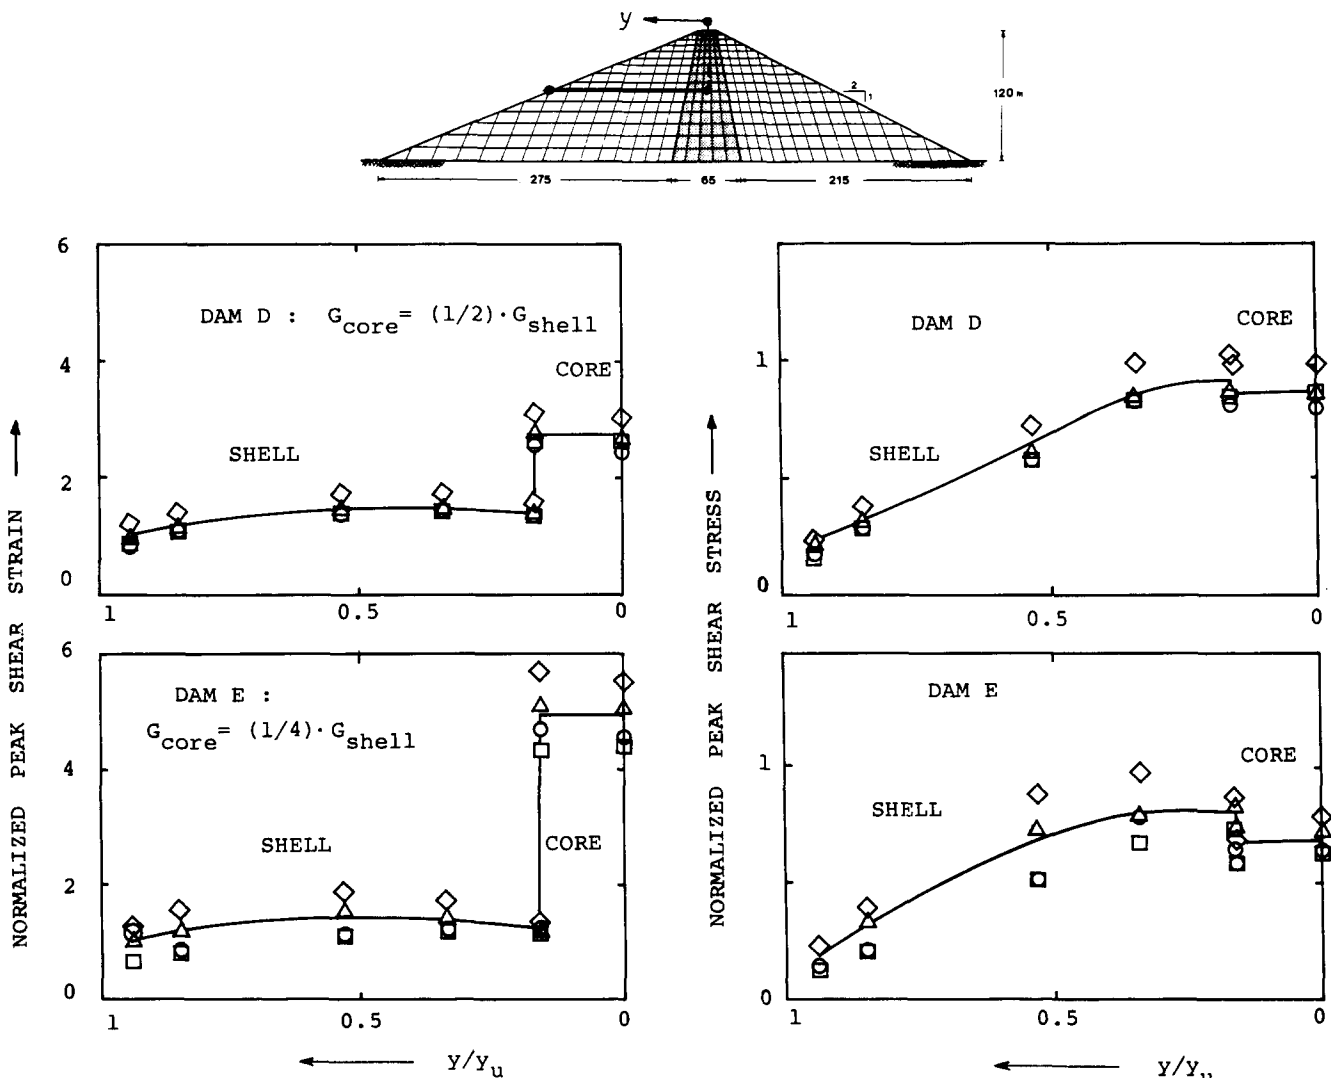 y
2
1
120 m
275
65
215
NORMALIZED PEAK SHEAR STRAIN
6
4
2
0
DAM D : G_core = (1/2)·G_shell
CORE
SHELL
1
0.5
0
6
4
2
0
DAM E :
G_core = (1/4)·G_shell
SHELL
CORE
1
0.5
0
y/y_u
NORMALIZED PEAK SHEAR STRESS
1
0
DAM D
CORE
SHELL
1
0.5
0
1
0
DAM E
CORE
SHELL
1
0.5
0
y/y_u